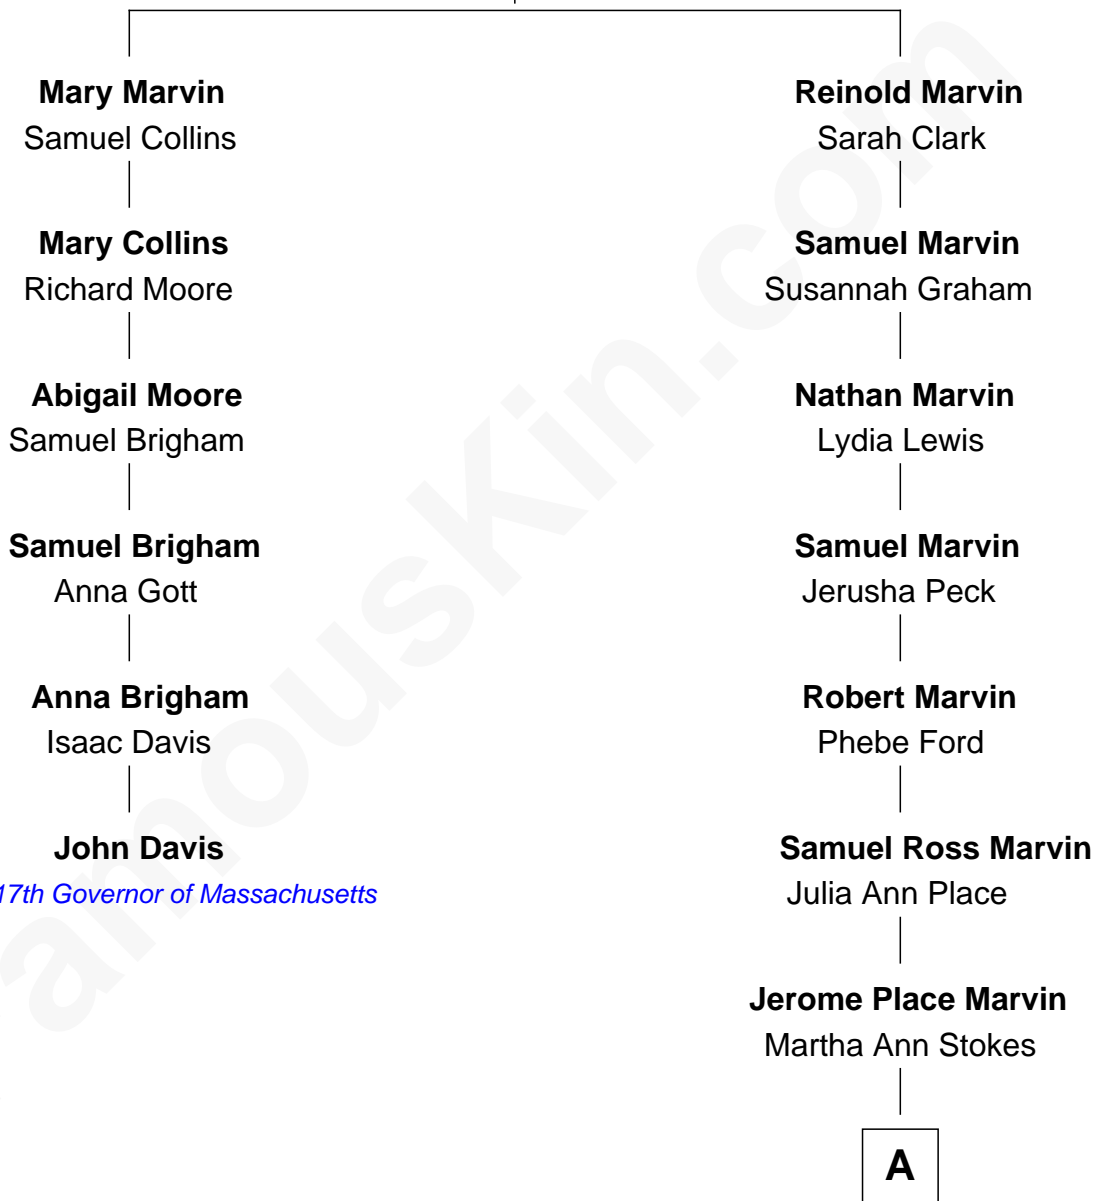 Mary Marvin
Samuel Collins
Mary Collins
Richard Moore
Abigail Moore
Samuel Brigham
Samuel Brigham
Anna Gott
Anna Brigham
Isaac Davis
John Davis
17th Governor of Massachusetts
Reinold Marvin
Sarah Clark
Samuel Marvin
Susannah Graham
Nathan Marvin
Lydia Lewis
Samuel Marvin
Jerusha Peck
Robert Marvin
Phebe Ford
Samuel Ross Marvin
Julia Ann Place
Jerome Place Marvin
Martha Ann Stokes
A
amousKin.com